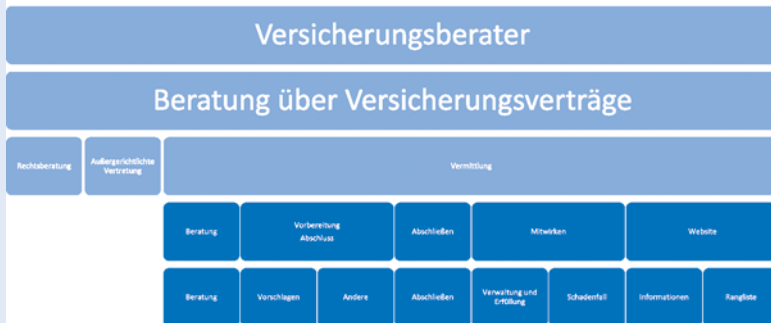 Versicherungsberater
Beratung über Versicherungsverträge
Rechtsberatung
Außergerichtlichte
Vertretung
Vermittlung
Beratung
Vorbereitung
Abschluss
Abschließen
Mitwirken
Website
Beratung
Vorschlagen
Andere
Abschließen
Verwaltung und
Erfüllung
Schadenfall
Informationen
Rangliste